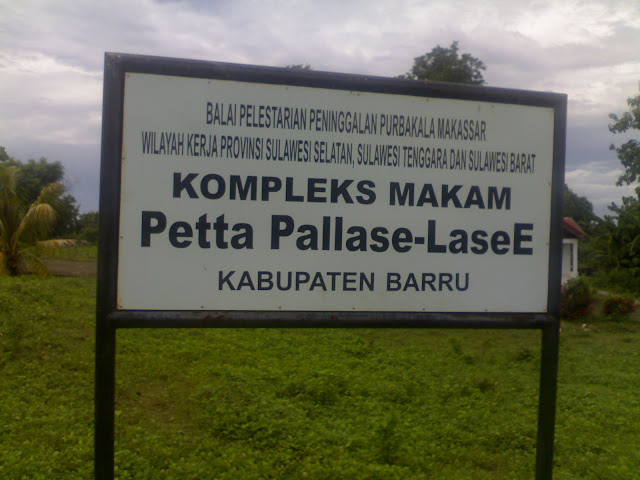 BALAI PELESTARIAN PENINGGALAN PURBAKALA MAKASSAR
WILAYAH KERJA PROVINSI SULAWESI SELATAN, SULAWESI TENGGARA DAN SULAWESI BARAT
KOMPLEKS MAKAM
Petta Pallase-LaseE
KABUPATEN BARRU